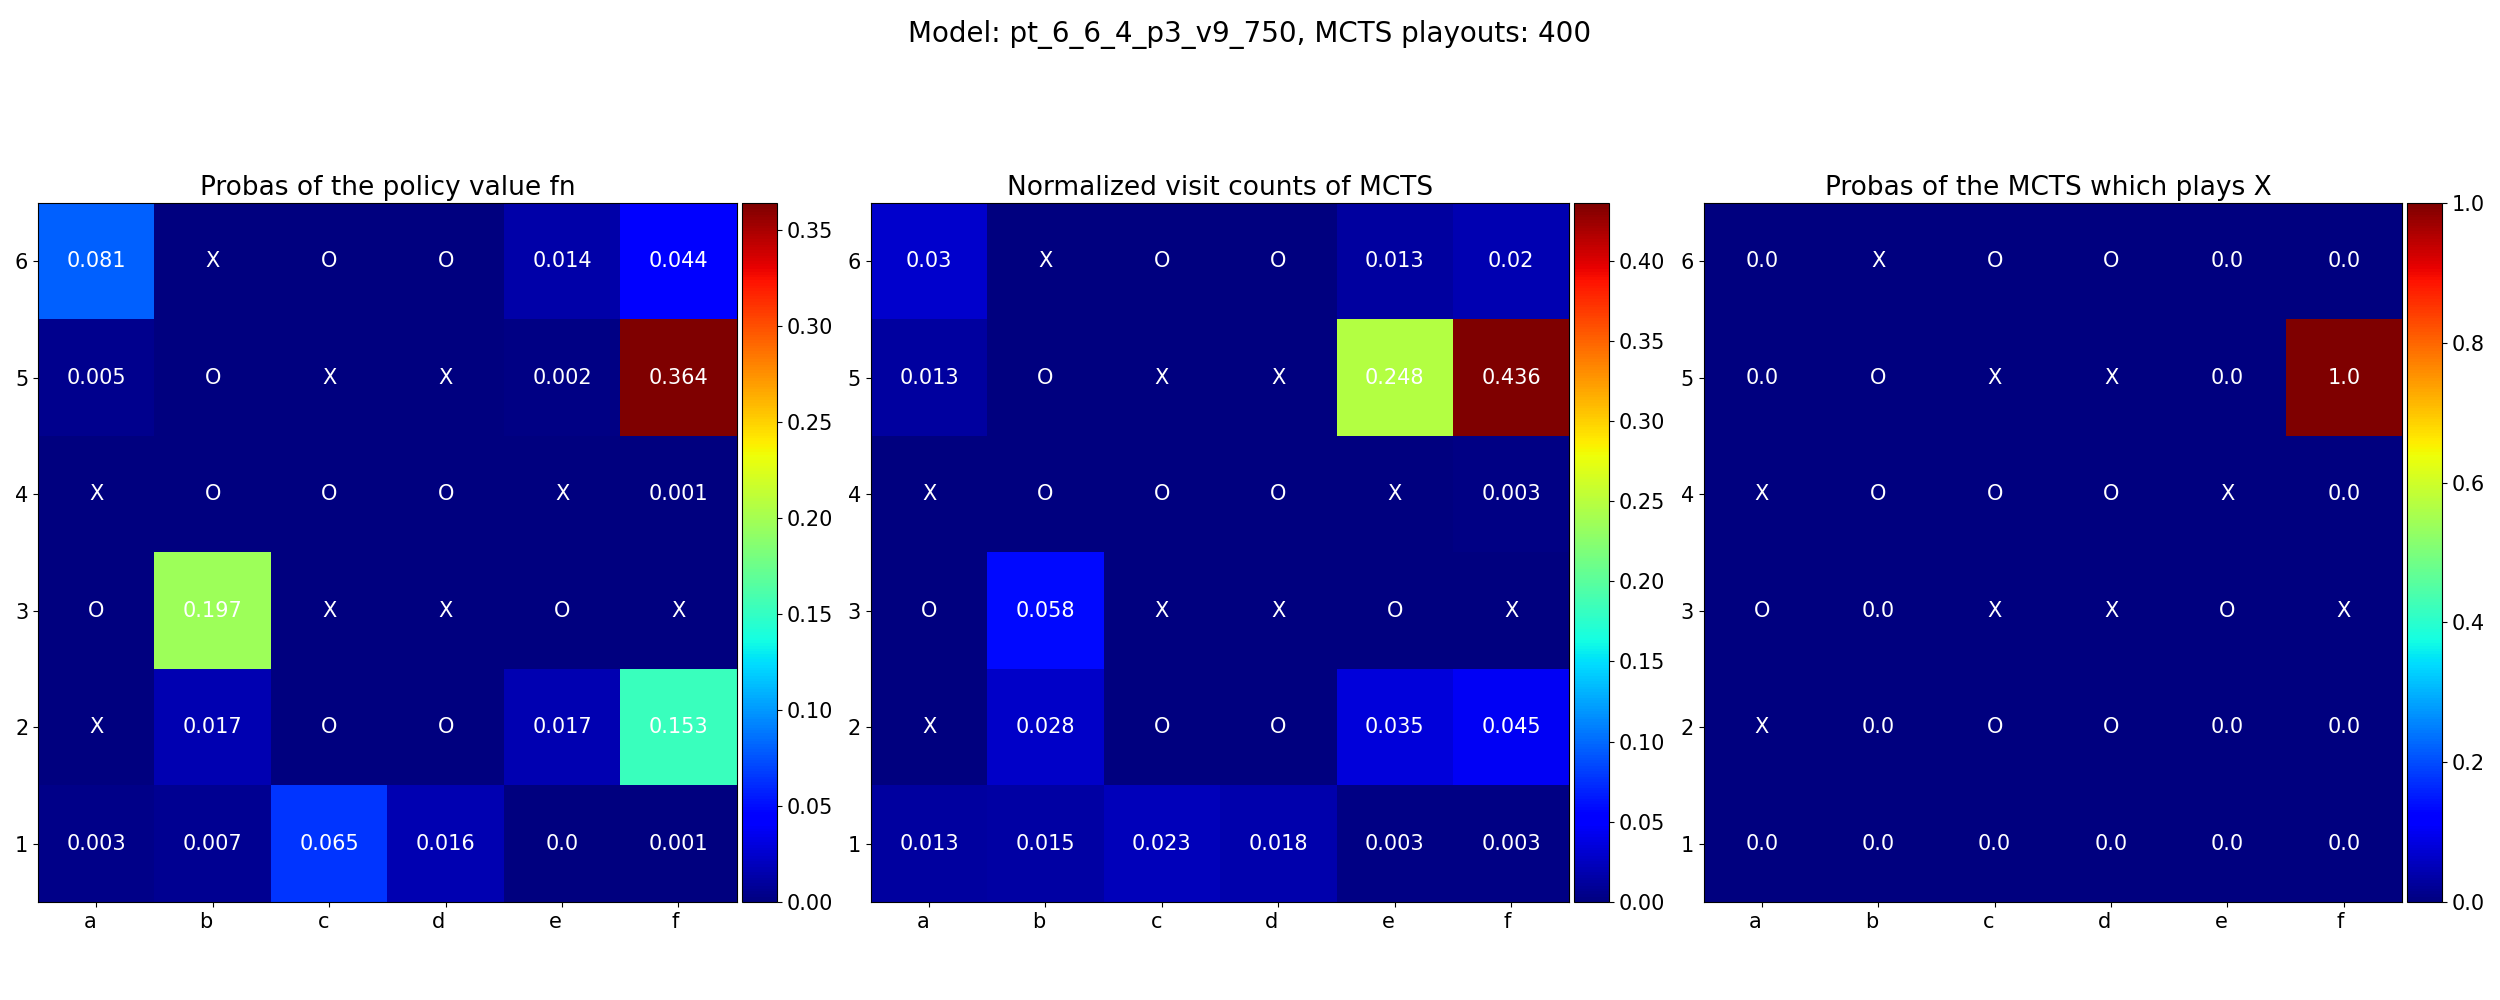 Model: pt_6_6_4_p3_v9_750, MCTS playouts: 400
Probas of the policy value fn
6 0.081 X O O 0.014 0.044
5 0.005 O X X 0.002 0.364
4 X O O O X 0.001
3 O 0.197 X X O X
2 X 0.017 O O 0.017 0.153
1 0.003 0.007 0.065 0.016 0.0 0.001
a b c d e f
0.35
0.30
0.25
0.20
0.15
0.10
0.05
0.00
Normalized visit counts of MCTS
6 0.03 X O O 0.013 0.02
5 0.013 O X X 0.248 0.436
4 X O O O X 0.003
3 O 0.058 X X O X
2 X 0.028 O O 0.035 0.045
1 0.013 0.015 0.023 0.018 0.003 0.003
a b c d e f
0.40
0.35
0.30
0.25
0.20
0.15
0.10
0.05
0.00
Probas of the MCTS which plays X
6 0.0 X O O 0.0 0.0
5 0.0 O X X 0.0 1.0
4 X O O O X 0.0
3 O 0.0 X X O X
2 X 0.0 O O 0.0 0.0
1 0.0 0.0 0.0 0.0 0.0 0.0
a b c d e f
1.0
0.8
0.6
0.4
0.2
0.0